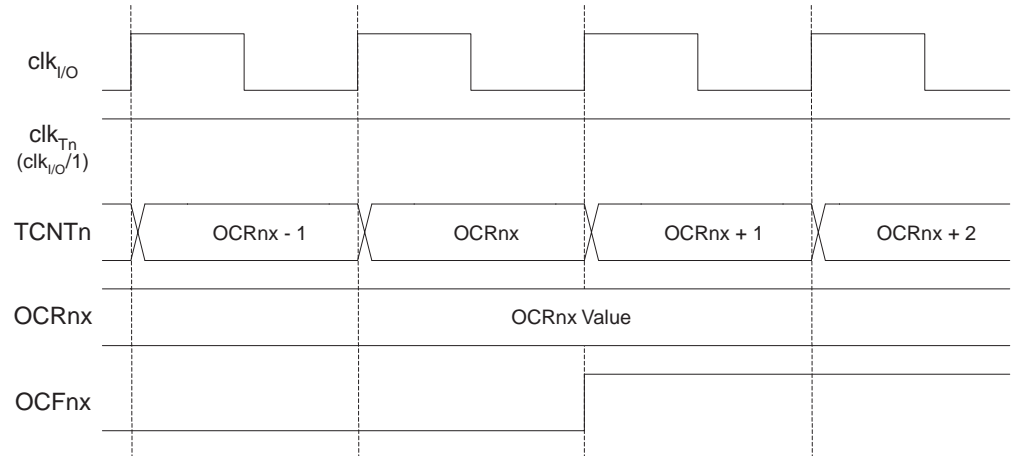 clkI/O
clkTn
(clkI/O/1)
TCNTn
OCRnx - 1
OCRnx
OCRnx + 1
OCRnx + 2
OCRnx
OCRnx Value
OCFnx